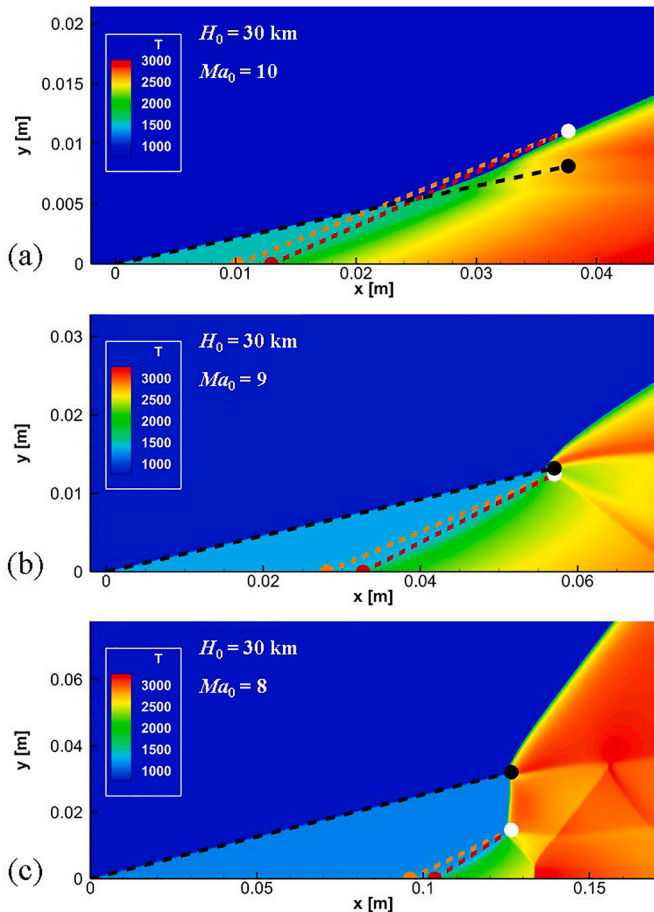 0.02
H₀ = 30 km
T
3000
Ma₀ = 10
0.015
2500
2000
y [m]
1500
0.01
1000
0.005
(a)
0
0
0.01
0.02
0.03
0.04
x [m]
0.03
H₀ = 30 km
T
3000
Ma₀ = 9
2500
y [m]
0.02
2000
1500
1000
0.01
(b)
0
0
0.02
0.04
0.06
x [m]
H₀ = 30 km
T
0.06
3000
Ma₀ = 8
2500
y [m]
0.04
2000
1500
1000
0.02
(c)
0
0
0.05
0.1
0.15
x [m]